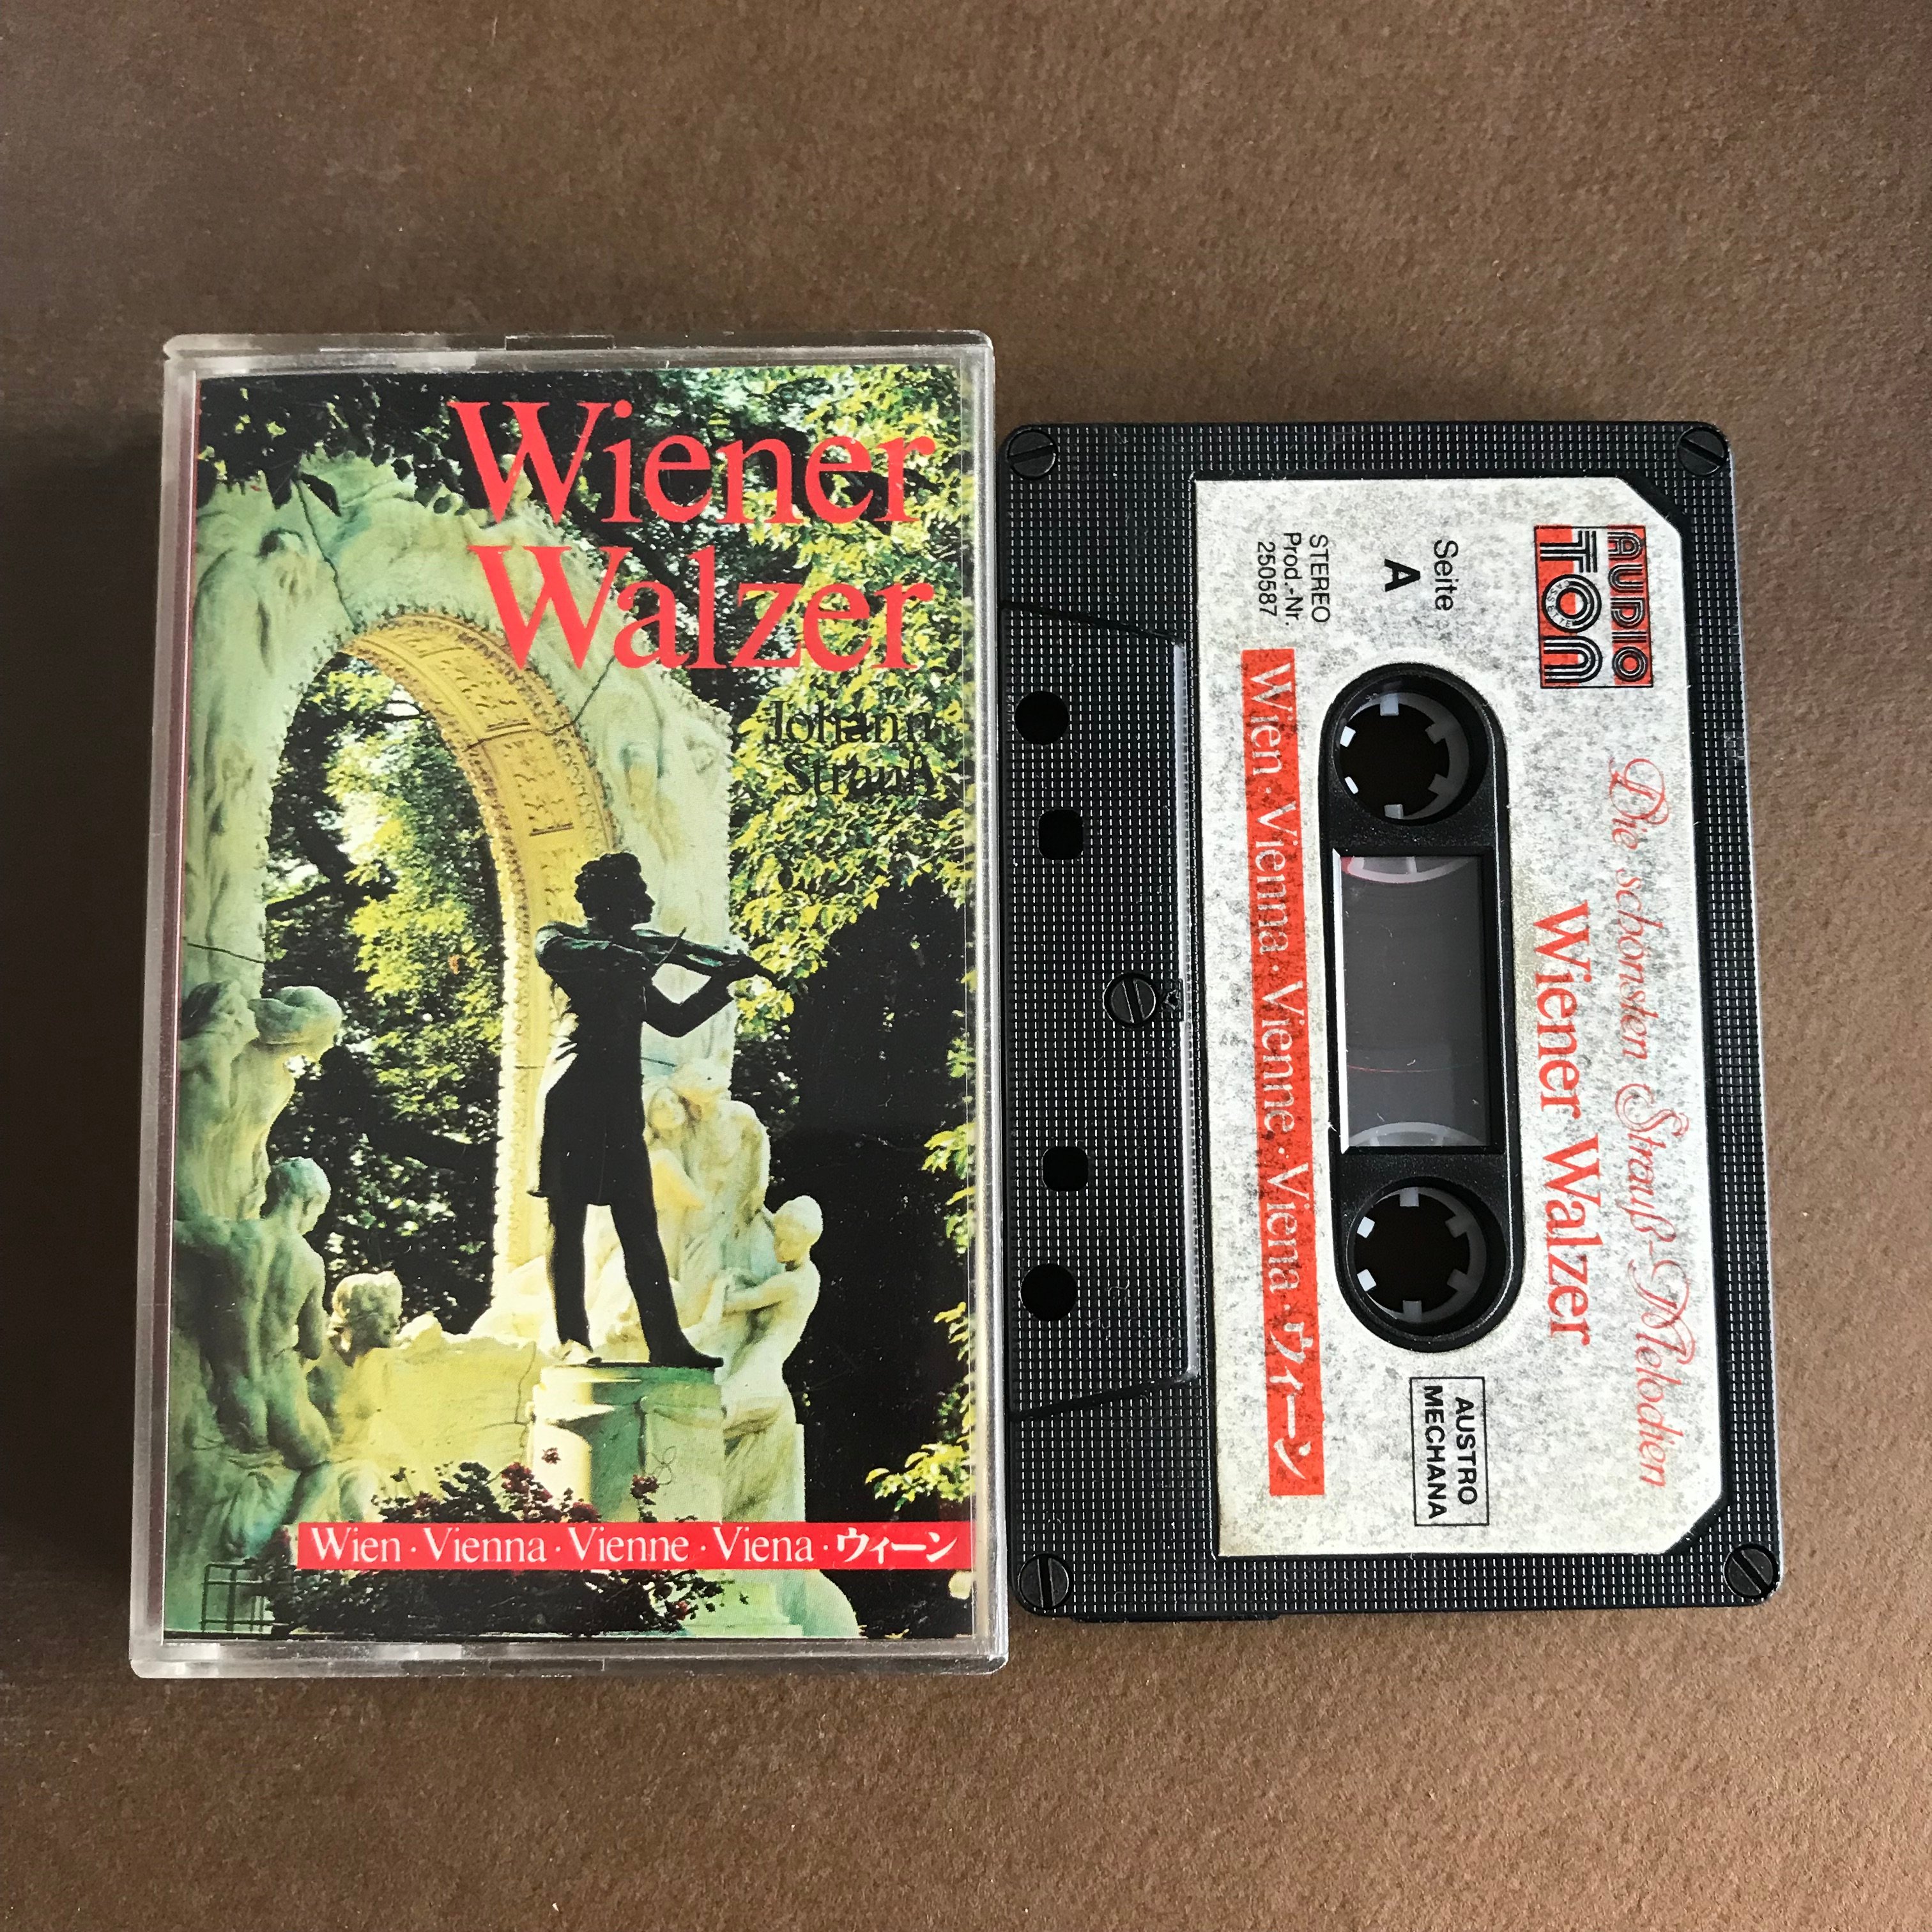 Wiener
Walzer
Johann
Strauß
Wien · Vienna · Vienne · Viena · ウィーン
AUDIO
TON
Die schönsten Strauß-Melodien
Wiener Walzer
Seite
A
STEREO
Prod.-Nr.
250587
AUSTRO
MECHANA
Wien · Vienna · Vienne · Viena · ウィーン